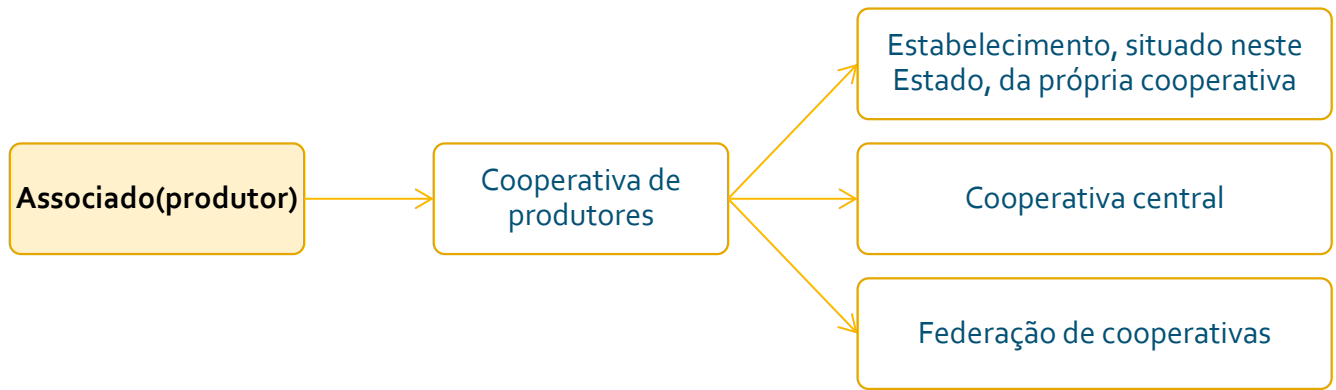 Associado(produtor)
Cooperativa de
produtores
Estabelecimento, situado neste
Estado, da própria cooperativa
Cooperativa central
Federação de cooperativas